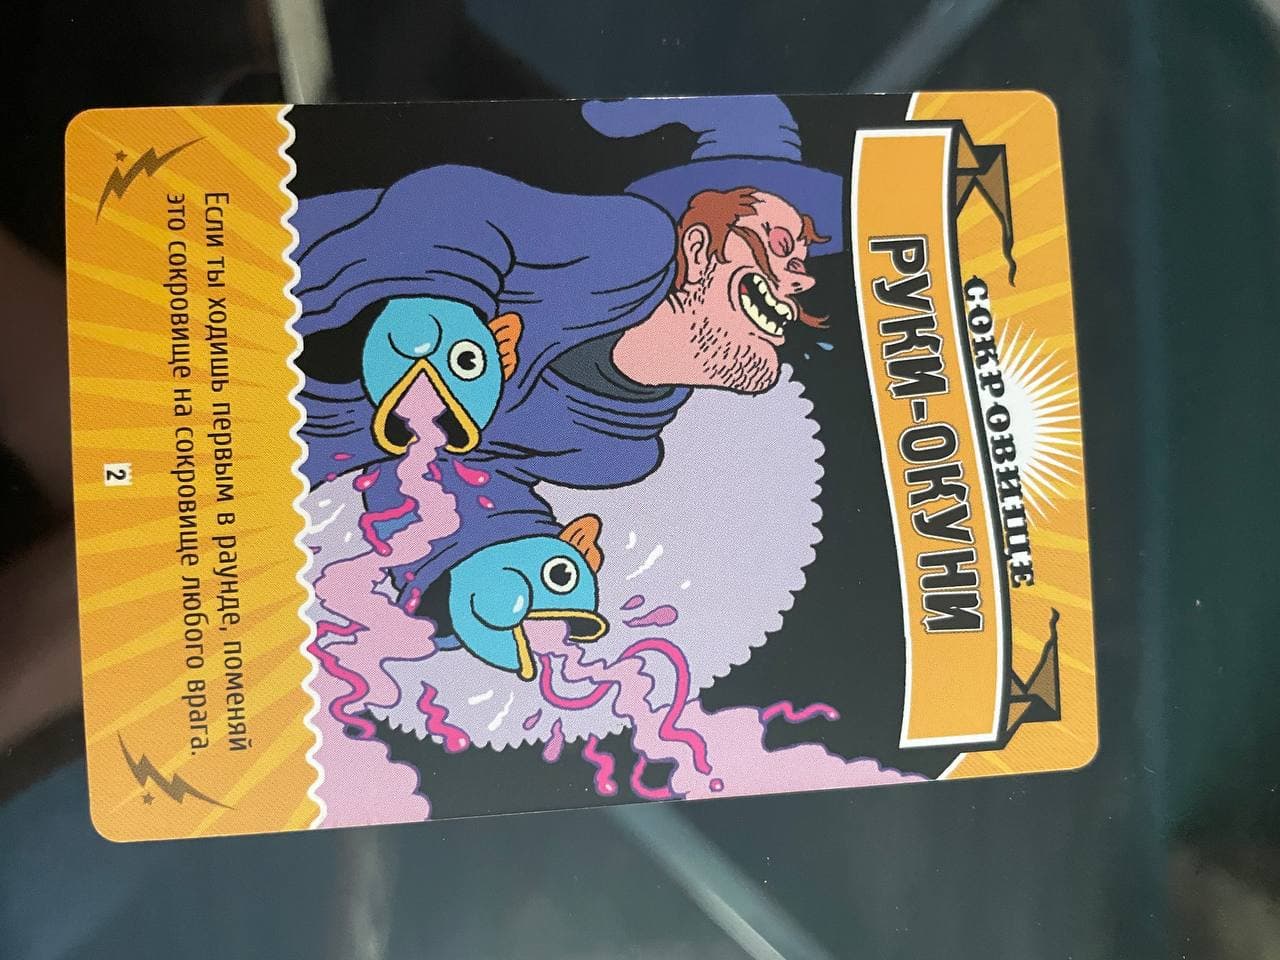 СОКРОВИЩЕ
РУКИ-ОКУНИ
Если ты ходишь первым в раунде, поменяй
это сокровище на сокровище любого врага.
2